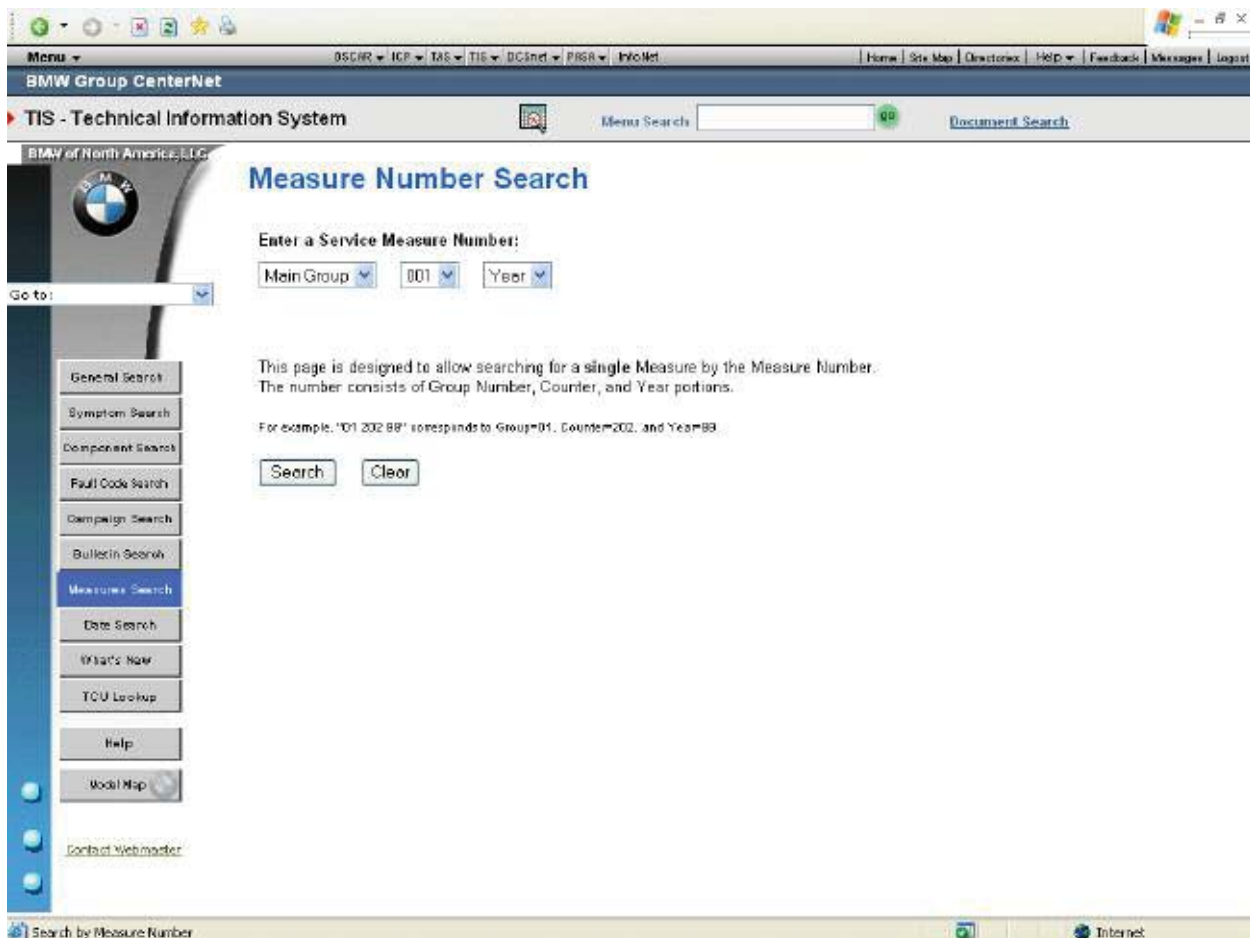 Menu OSCAR ICP TAS TIS DCSnet PASR InfoNet Home | Site Map | Directories | Help | Feedback | Messages | Logout
BMW Group CenterNet
TIS - Technical Information System Menu Search go Document Search
BMW of North America, LLC
BMW
Measure Number Search
Enter a Service Measure Number:
Main Group 001 Year
Go to:
This page is designed to allow searching for a single Measure by the Measure Number.
The number consists of Group Number, Counter, and Year portions.
For example, "01 202 98" corresponds to Group=01, Counter=202, and Year=
Search Clear
General Search
Symptom Search
Component Search
Fault Code Search
Campaign Search
Bulletin Search
Measures Search
Date Search
What's New
TCU Lookup
Help
Model Map
Contact Webmaster
Search by Measure Number Internet